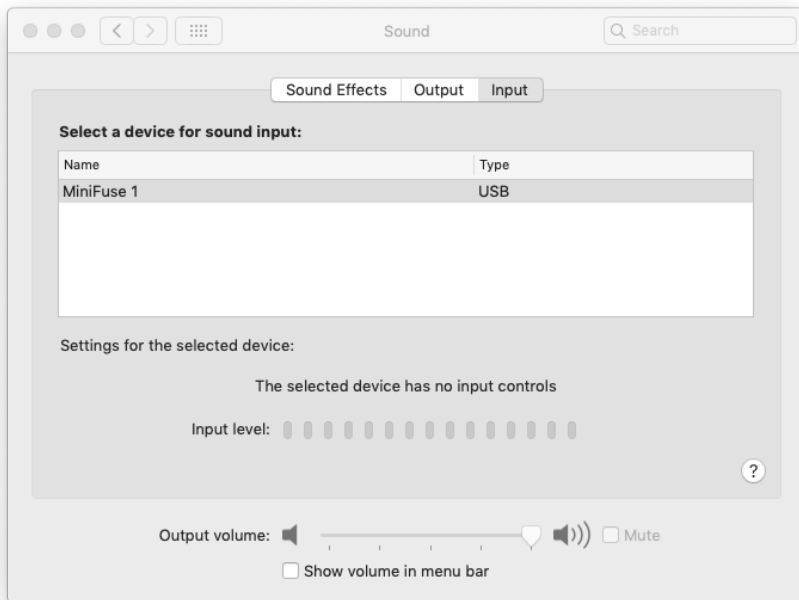 Sound
Search
Sound Effects Output Input
Select a device for sound input:
Name Type
MiniFuse 1 USB
Settings for the selected device:
The selected device has no input controls
Input level:
?
Output volume: Mute
Show volume in menu bar